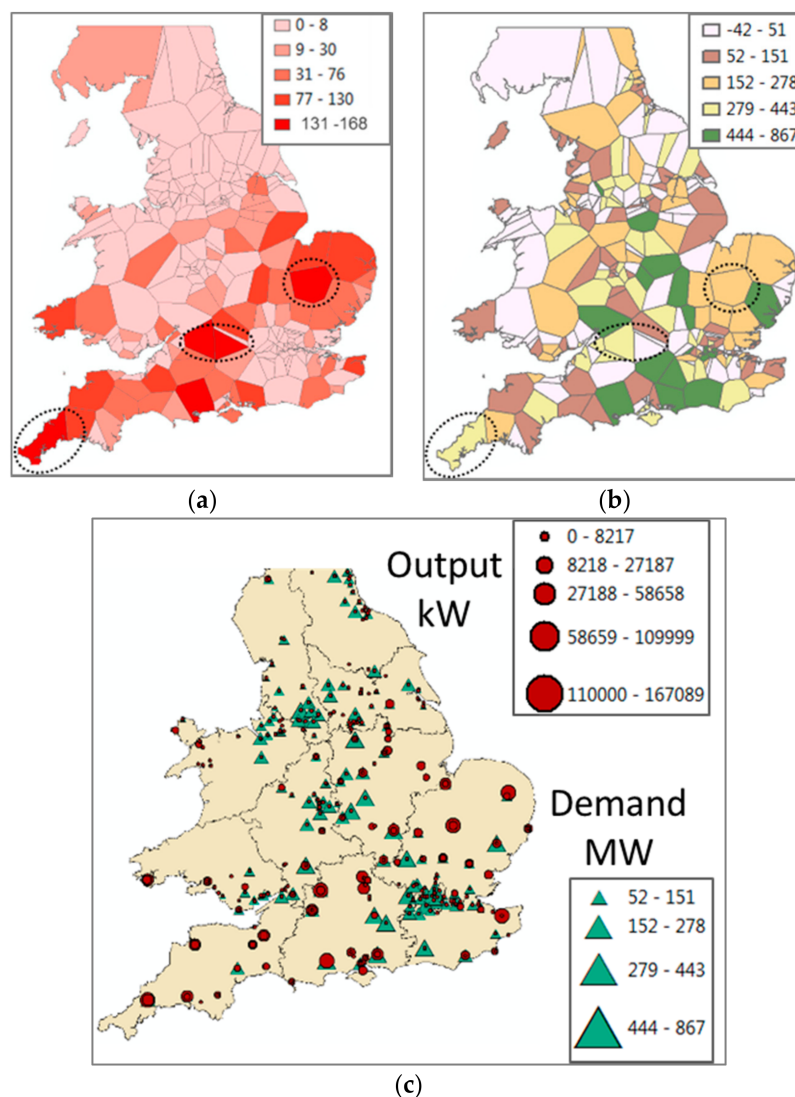 0 - 8
9 - 30
31 - 76
77 - 130
131 -168
-42 - 51
52 - 151
152 - 278
279 - 443
444 - 867
(a)
(b)
Output
kW
0 - 8217
8218 - 27187
27188 - 58658
58659 - 109999
110000 - 167089
Demand
MW
52 - 151
152 - 278
279 - 443
444 - 867
(c)